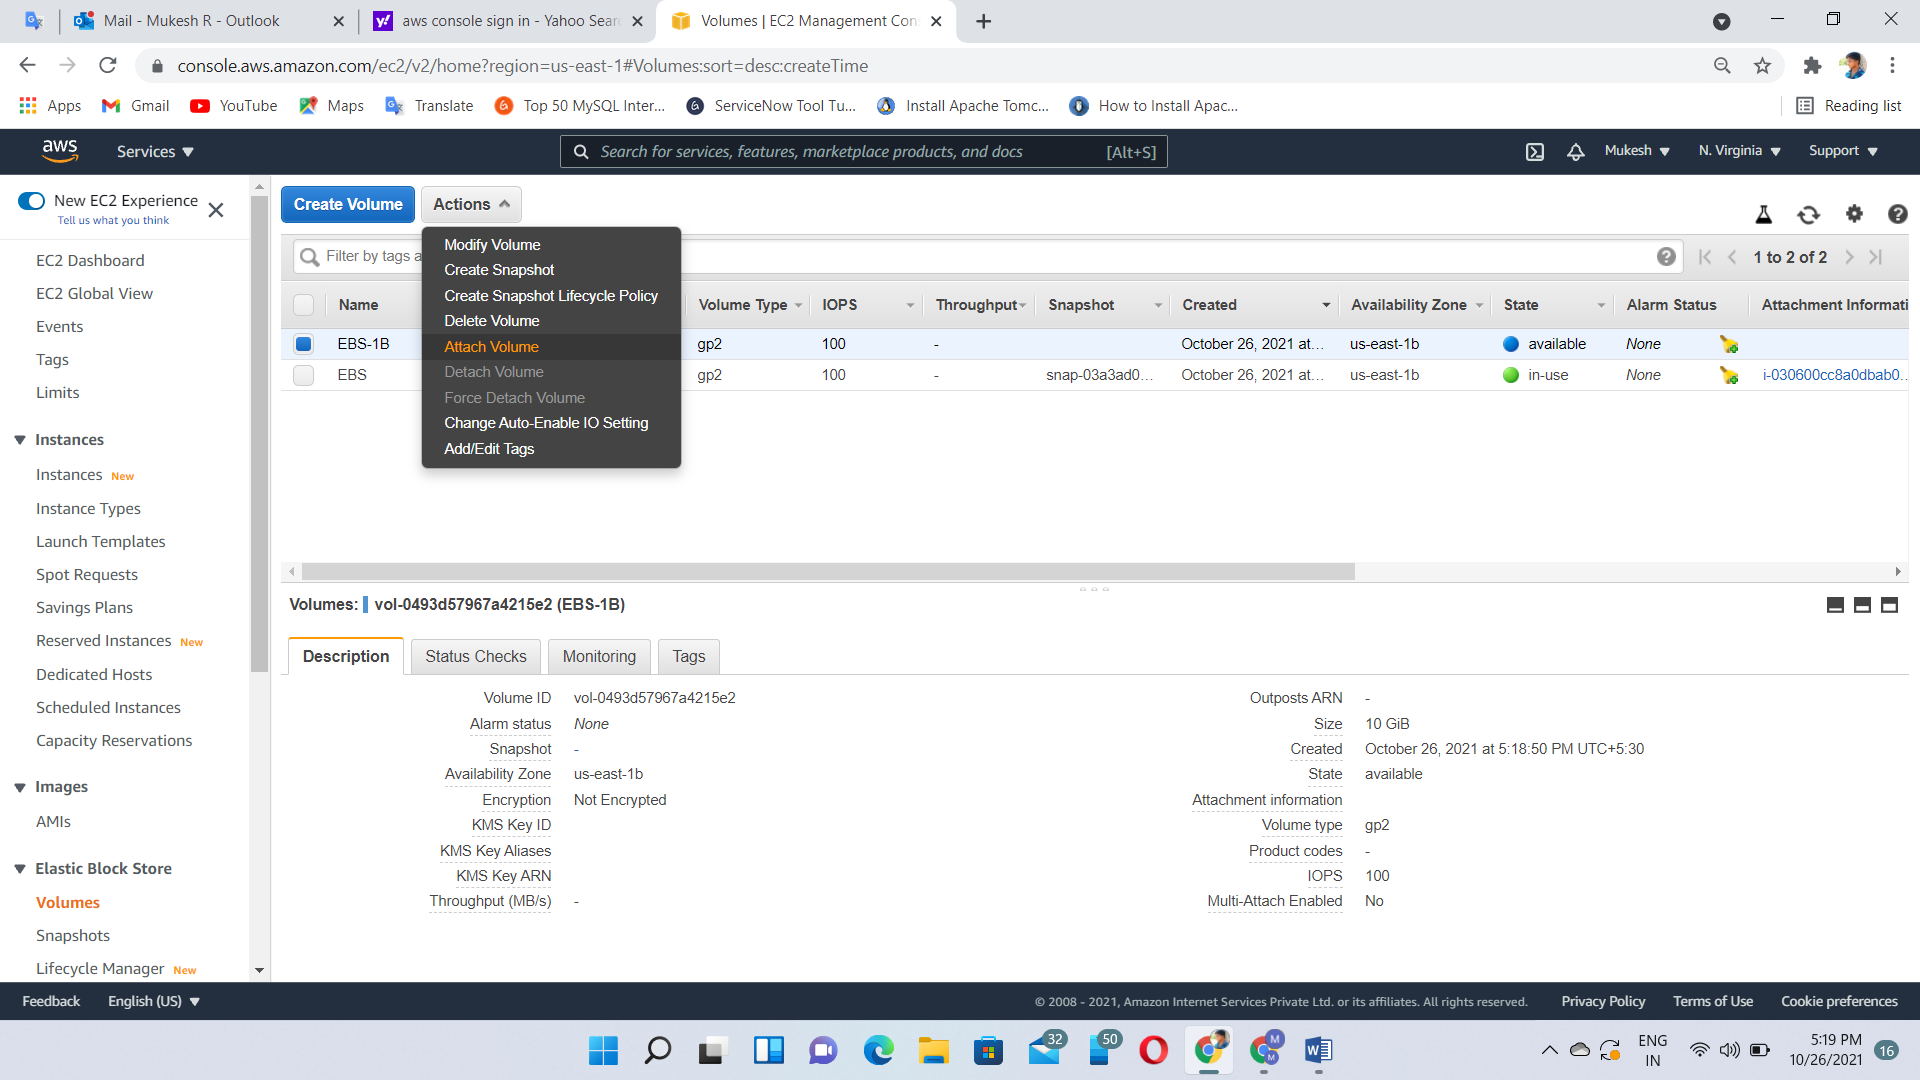 Mail - Mukesh R - Outlook
aws console sign in - Yahoo Sear
Volumes | EC2 Management Con
console.aws.amazon.com/ec2/v2/home?region=us-east-1#Volumes:sort=desc:createTime
Apps Gmail YouTube Maps Translate Top 50 MySQL Inter... ServiceNow Tool Tu... Install Apache Tomc... How to Install Apac... Reading list
aws Services Search for services, features, marketplace products, and docs [Alt+S] Mukesh N. Virginia Support
New EC2 Experience
Tell us what you think
EC2 Dashboard
EC2 Global View
Events
Tags
Limits
Instances
Instances New
Instance Types
Launch Templates
Spot Requests
Savings Plans
Reserved Instances New
Dedicated Hosts
Scheduled Instances
Capacity Reservations
Images
AMIs
Elastic Block Store
Volumes
Snapshots
Lifecycle Manager New
Create Volume Actions
Modify Volume
Create Snapshot
Create Snapshot Lifecycle Policy
Delete Volume
Attach Volume
Detach Volume
Force Detach Volume
Change Auto-Enable IO Setting
Add/Edit Tags
Filter by tags a 1 to 2 of 2
Name Volume Type IOPS Throughput Snapshot Created Availability Zone State Alarm Status Attachment Informati
EBS-1B gp2 100 - October 26, 2021 at... us-east-1b available None
EBS gp2 100 - snap-03a3ad0... October 26, 2021 at... us-east-1b in-use None i-030600cc8a0dbab0...
Volumes: vol-0493d57967a4215e2 (EBS-1B)
Description Status Checks Monitoring Tags
Volume ID vol-0493d57967a4215e2 Outposts ARN -
Alarm status None Size 10 GiB
Snapshot - Created October 26, 2021 at 5:18:50 PM UTC+5:30
Availability Zone us-east-1b State available
Encryption Not Encrypted Attachment information
KMS Key ID Volume type gp2
KMS Key Aliases Product codes -
KMS Key ARN IOPS 100
Throughput (MB/s) - Multi-Attach Enabled No
Feedback English (US) © 2008 - 2021, Amazon Internet Services Private Ltd. or its affiliates. All rights reserved. Privacy Policy Terms of Use Cookie preferences
32 50 M M ENG IN 5:19 PM 10/26/2021 16